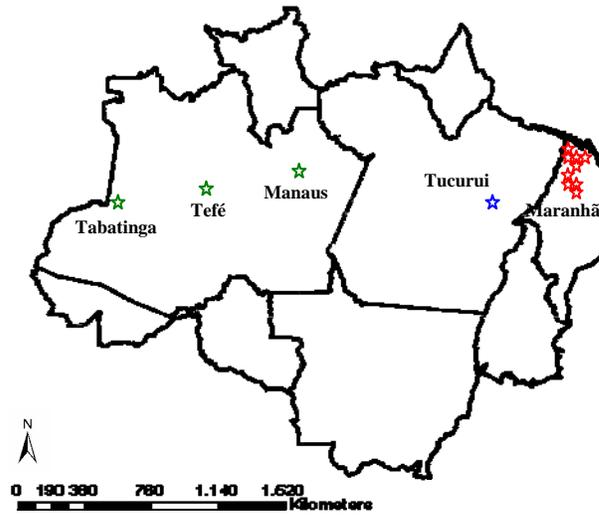 Tucurui
Manaus
Tefé
Maranhã
Tabatinga
N
0 190 380 760 1.140 1.520
Kilometers